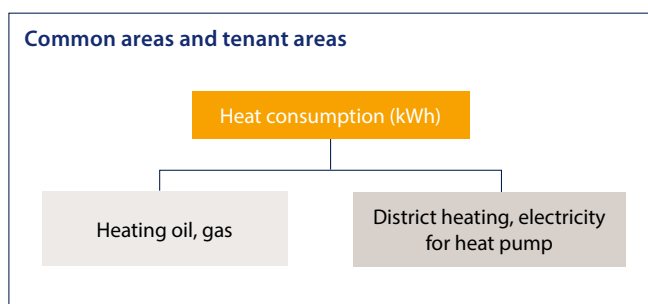 Common areas and tenant areas
Heat consumption (kWh)
Heating oil, gas
District heating, electricity
for heat pump